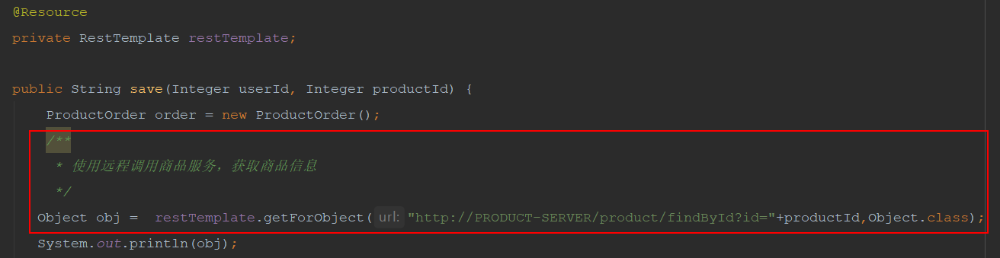 @Resource
private RestTemplate restTemplate;
public String save(Integer userId, Integer productId) {
ProductOrder order = new ProductOrder();
/**
* 使用远程调用商品服务，获取商品信息
*/
Object obj =  restTemplate.getForObject( url: "http://PRODUCT-SERVER/product/findById?id="+productId,Object.class);
System.out.println(obj);